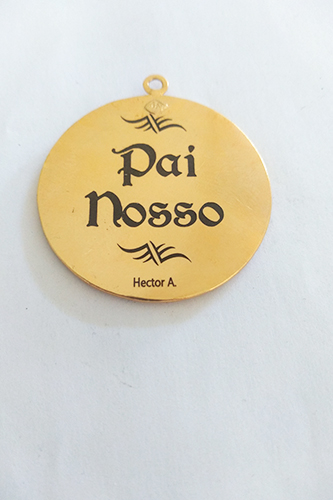 Pai
Nosso
Hector A.